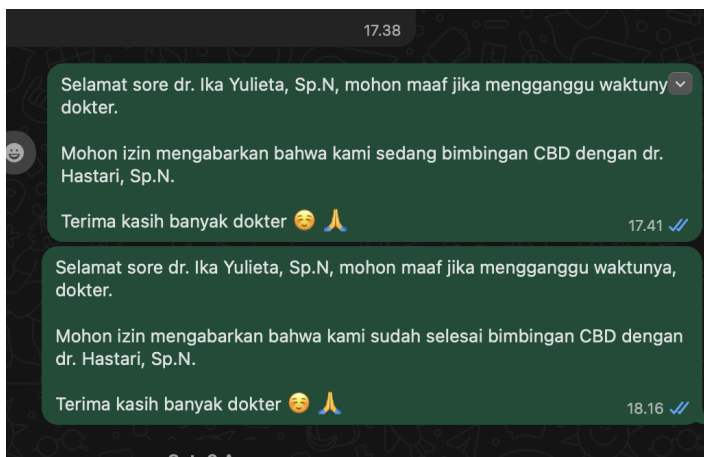 17.38
Selamat sore dr. Ika Yulieta, Sp.N, mohon maaf jika mengganggu
dokter.
Mohon izin mengabarkan bahwa kami sedang bimbingan CBD dengan dr.
Hastari, Sp.N.
Terima kasih banyak dokter ☺️ 🙏
17.41
Selamat sore dr. Ika Yulieta, Sp.N, mohon maaf jika mengganggu waktunya,
dokter.
Mohon izin mengabarkan bahwa kami sudah selesai bimbingan CBD dengan
dr. Hastari, Sp.N.
Terima kasih banyak dokter ☺️ 🙏
18.16